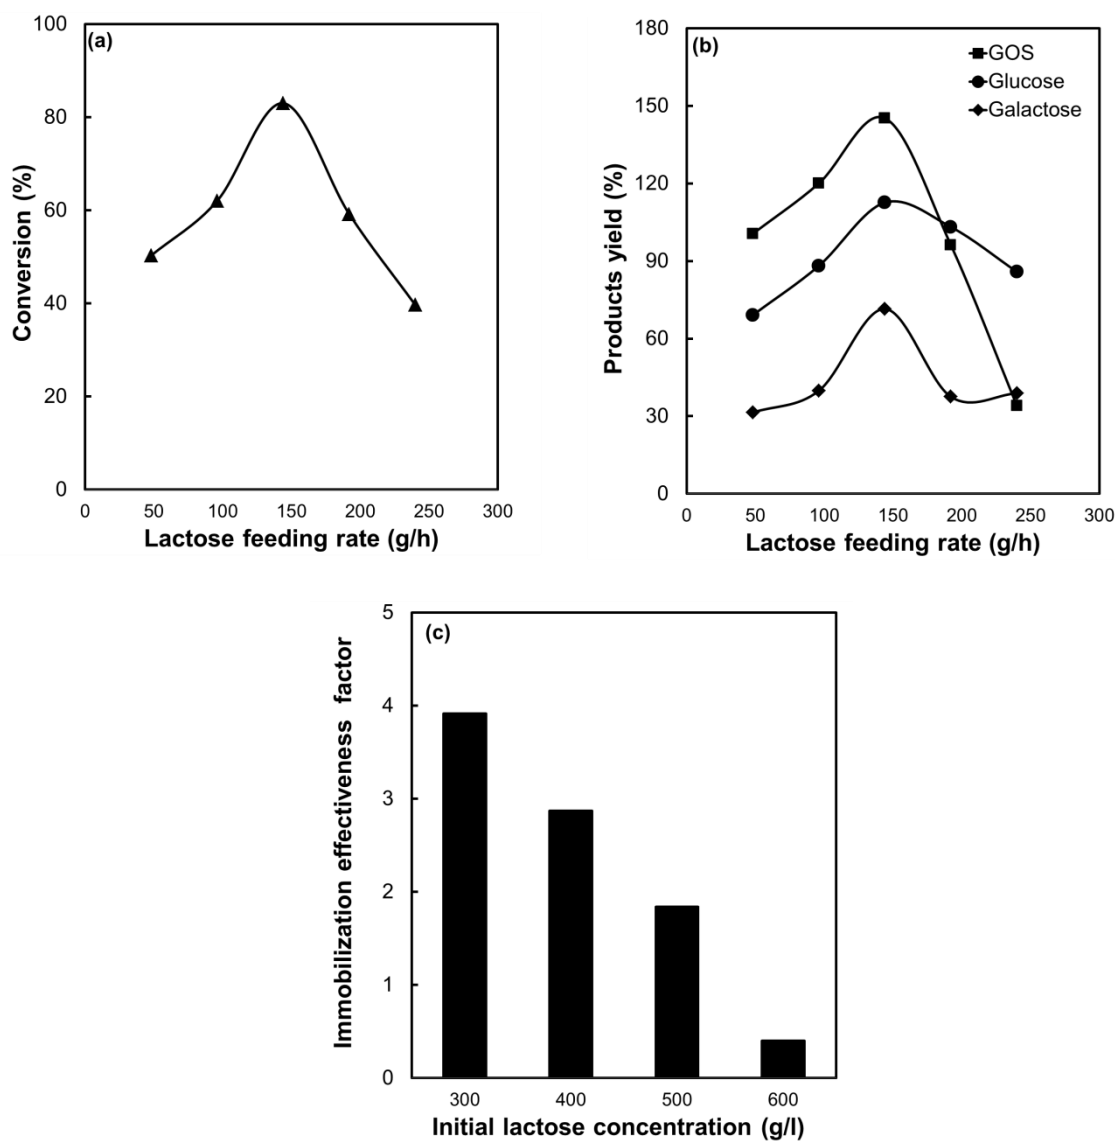 (a)
Conversion (%)
100
80
60
40
20
0
0 50 100 150 200 250 300
Lactose feeding rate (g/h)
(b)
GOS
Glucose
Galactose
Products yield (%)
180
150
120
90
60
30
0
0 50 100 150 200 250 300
Lactose feeding rate (g/h)
(c)
Immobilization effectiveness factor
5
4
3
2
1
0
300 400 500 600
Initial lactose concentration (g/l)